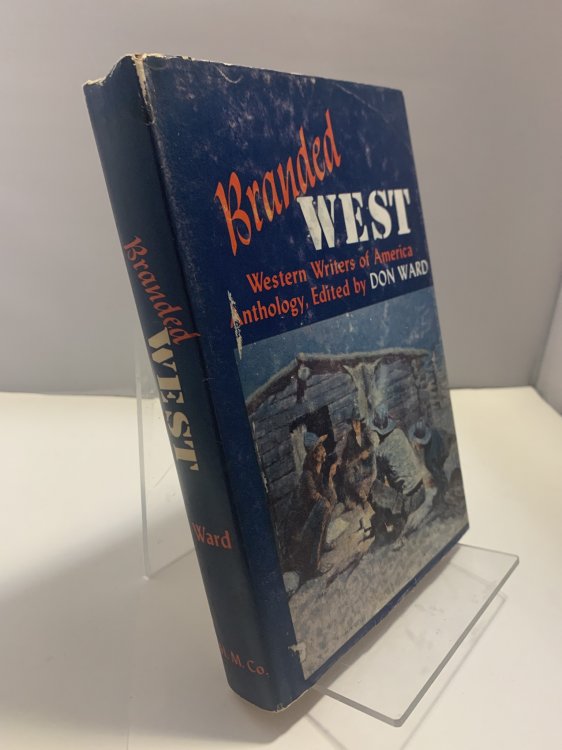 Branded
WEST
Western Writers of America
Anthology, Edited by DON WARD
Branded
WEST
Ward
H. M. Co.